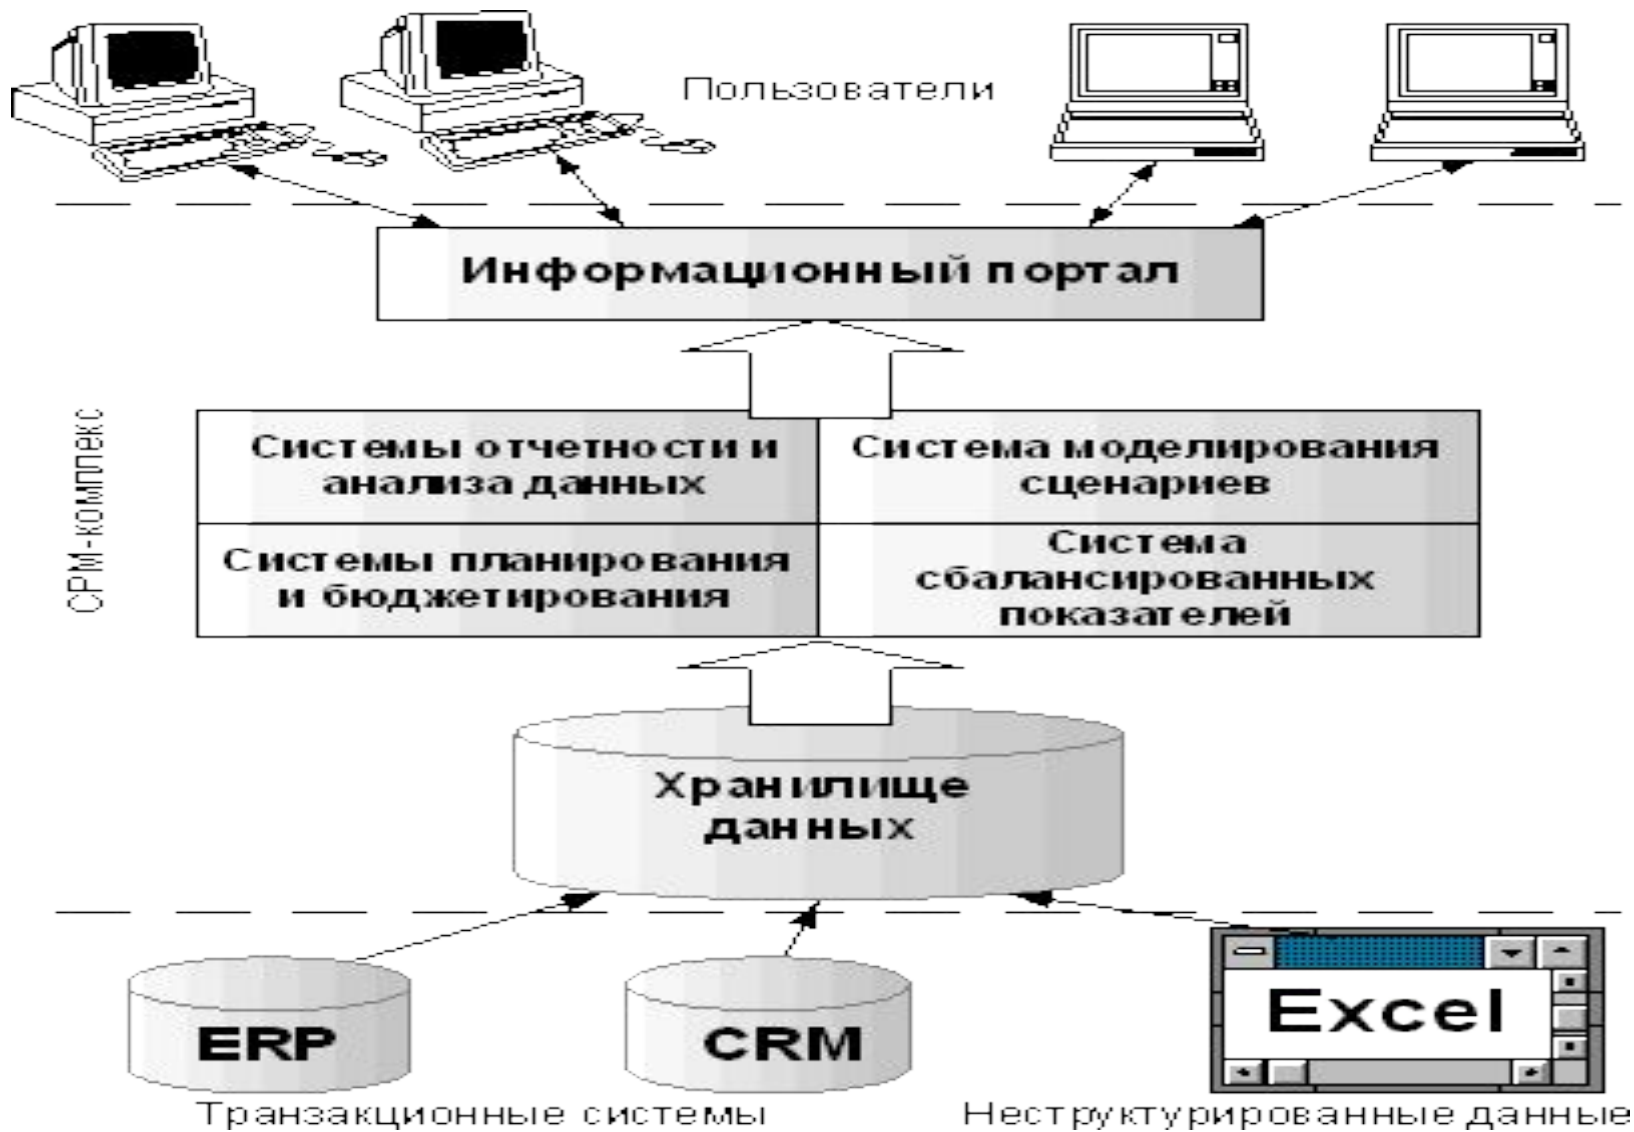 Пользователи
Информационный портал
CPM-комплекс
Системы отчетности и
анализа данных
Система моделирования
сценариев
Системы планирования
и бюджетирования
Система
сбалансированных
показателей
Хранилище
данных
ERP
CRM
Excel
Транзакционные системы
Неструктурированные данные